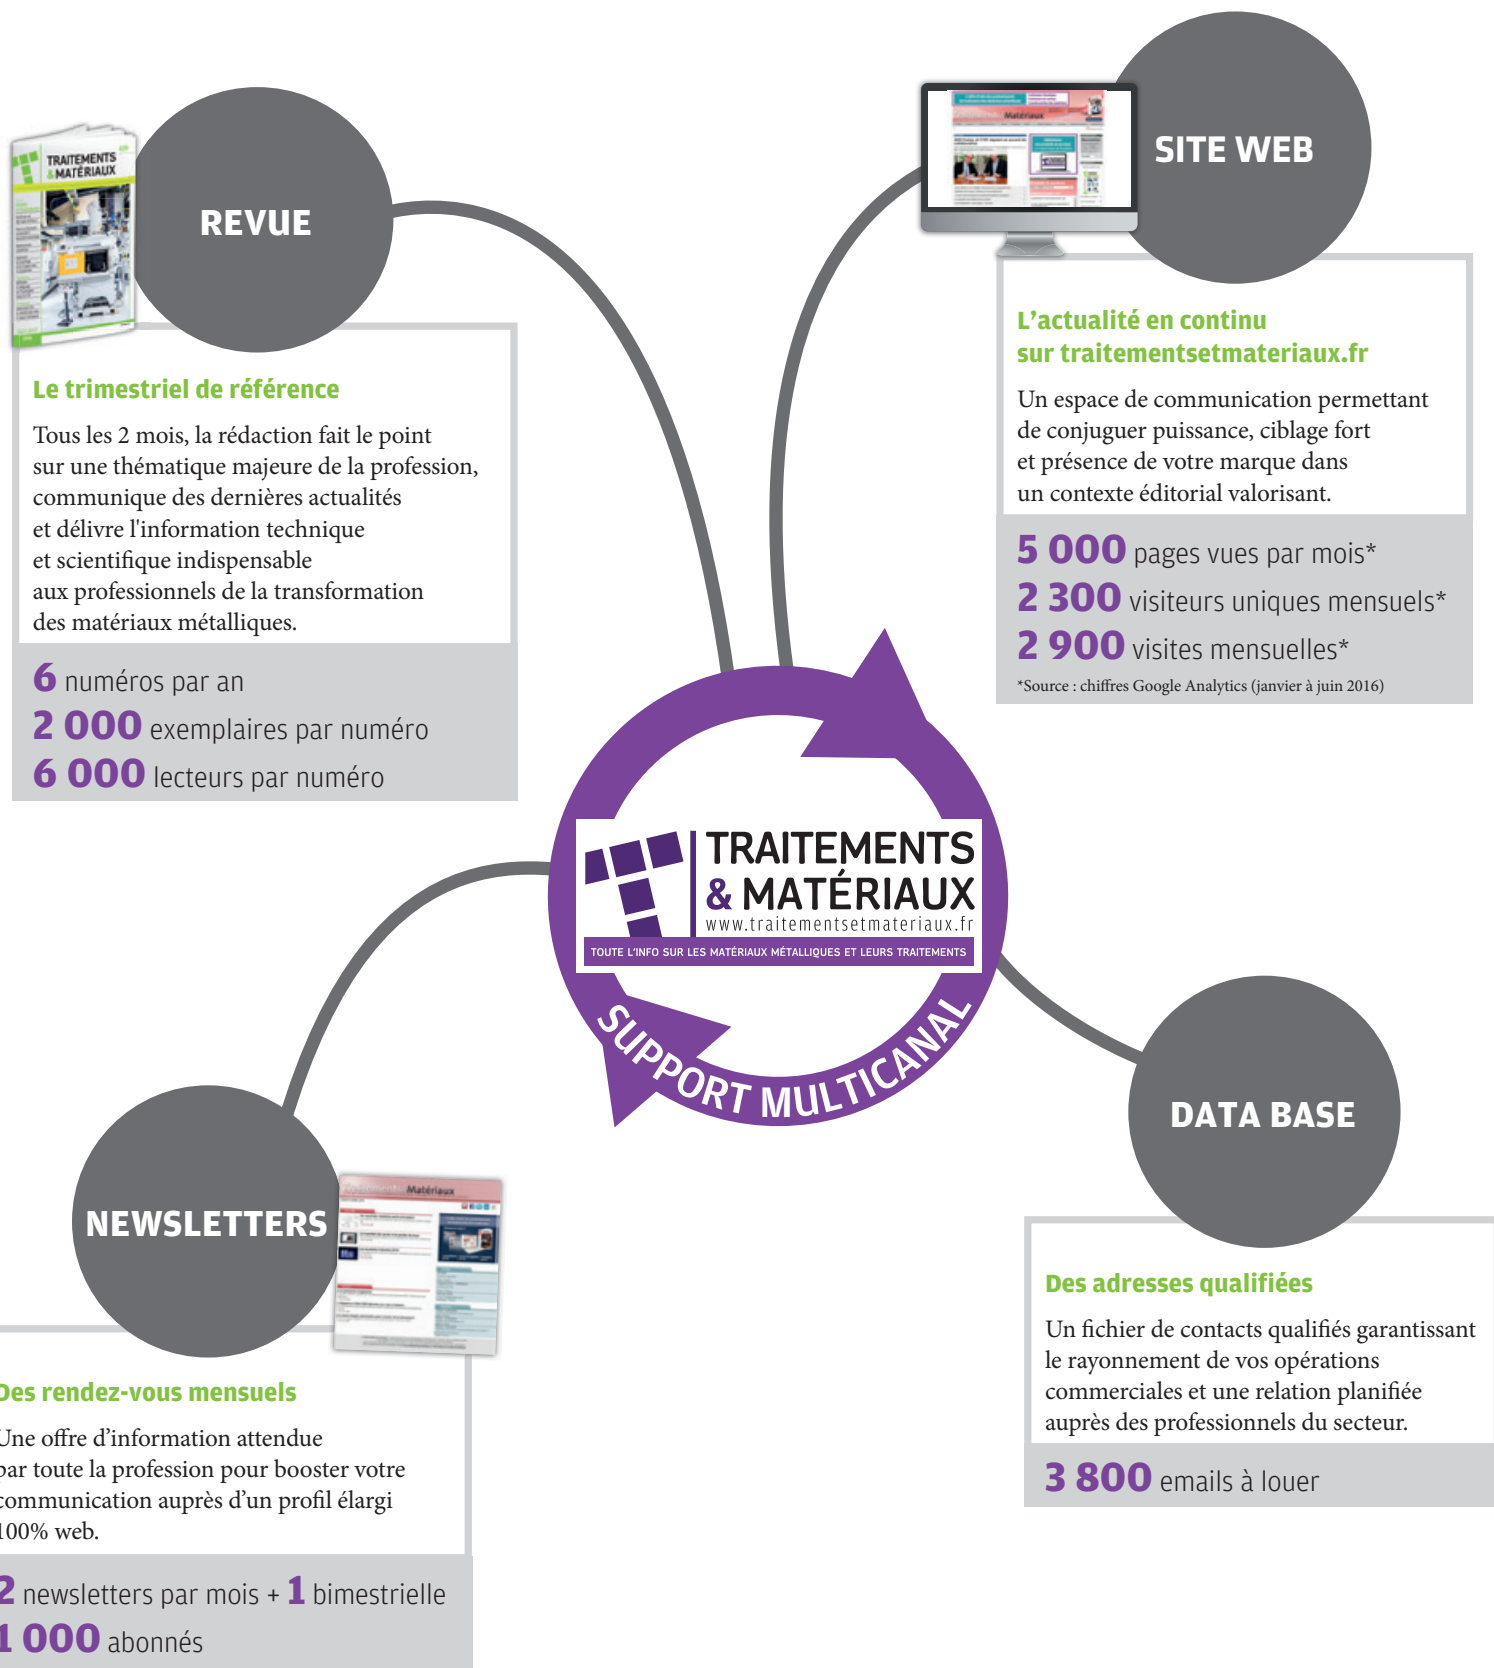 TRAITEMENTS
& MATÉRIAUX
REVUE
Le trimestriel de référence
Tous les 2 mois, la rédaction fait le point
sur une thématique majeure de la profession,
communique des dernières actualités
et délivre l'information technique
et scientifique indispensable
aux professionnels de la transformation
des matériaux métalliques.
6 numéros par an
2 000 exemplaires par numéro
6 000 lecteurs par numéro
Matériaux
SITE WEB
L’actualité en continu
sur traitementsetmateriaux.fr
Un espace de communication permettant
de conjuguer puissance, ciblage fort
et présence de votre marque dans
un contexte éditorial valorisant.
5 000 pages vues par mois*
2 300 visiteurs uniques mensuels*
2 900 visites mensuelles*
*Source : chiffres Google Analytics (janvier à juin 2016)
TRAITEMENTS
& MATÉRIAUX
www.traitementsetmateriaux.fr
TOUTE L’INFO SUR LES MATÉRIAUX MÉTALLIQUES ET LEURS TRAITEMENTS
SUPPORT MULTICANAL
NEWSLETTERS
Traitements Matériaux
Des rendez-vous mensuels
Une offre d’information attendue
par toute la profession pour booster votre
communication auprès d’un profil élargi
100% web.
2 newsletters par mois + 1 bimestrielle
1 000 abonnés
DATA BASE
Des adresses qualifiées
Un fichier de contacts qualifiés garantissant
le rayonnement de vos opérations
commerciales et une relation planifiée
auprès des professionnels du secteur.
3 800 emails à louer